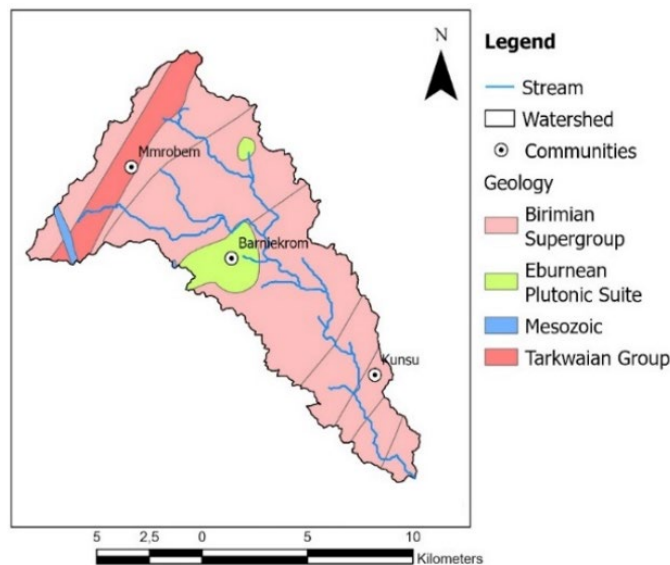 N
Mmrobem
Barniekrom
Kunsu
Legend
Stream
Watershed
Communities
Geology
Birimian
Supergroup
Eburnean
Plutonic Suite
Mesozoic
Tarkwaian Group
5 2,5 0 5 10
Kilometers